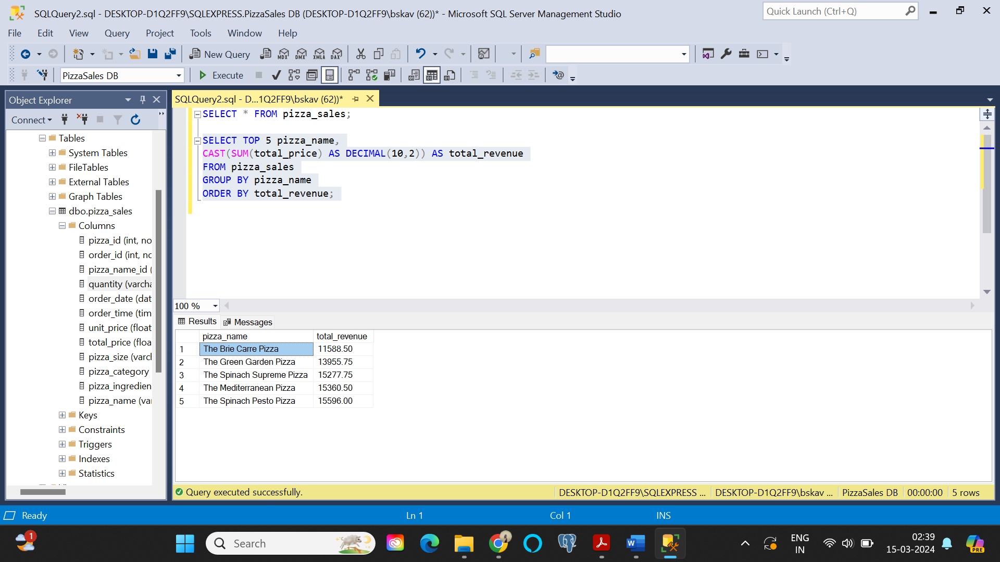 SQLQuery2.sql - DESKTOP-D1Q2FF9\SQLEXPRESS.PizzaSales DB (DESKTOP-D1Q2FF9\bskav (62))* - Microsoft SQL Server Management Studio
Quick Launch (Ctrl+Q)
File Edit View Query Project Tools Window Help
New Query MDX DMX XMLA DAX
PizzaSales DB Execute
Object Explorer
Connect
Tables
System Tables
FileTables
External Tables
Graph Tables
dbo.pizza_sales
Columns
pizza_id (int, no
order_id (int, nc
pizza_name_id (
quantity (varcha
order_date (dat
order_time (tim
unit_price (float
total_price (floa
pizza_size (varcl
pizza_category
pizza_ingredien
pizza_name (vai
Keys
Constraints
Triggers
Indexes
Statistics
SQLQuery2.sql - D...1Q2FF9\bskav (62))*
SELECT * FROM pizza_sales;
SELECT TOP 5 pizza_name,
CAST(SUM(total_price) AS DECIMAL(10,2)) AS total_revenue
FROM pizza_sales
GROUP BY pizza_name
ORDER BY total_revenue;
100 %
Results Messages
pizza_name total_revenue
1 The Brie Carre Pizza 11588.50
2 The Green Garden Pizza 13955.75
3 The Spinach Supreme Pizza 15277.75
4 The Mediterranean Pizza 15360.50
5 The Spinach Pesto Pizza 15596.00
Query executed successfully. DESKTOP-D1Q2FF9\SQLEXPRESS ... DESKTOP-D1Q2FF9\bskav ... PizzaSales DB 00:00:00 5 rows
Ready Ln 1 Col 1 INS
1
Search
ENG
IN
02:39
15-03-2024
PRE